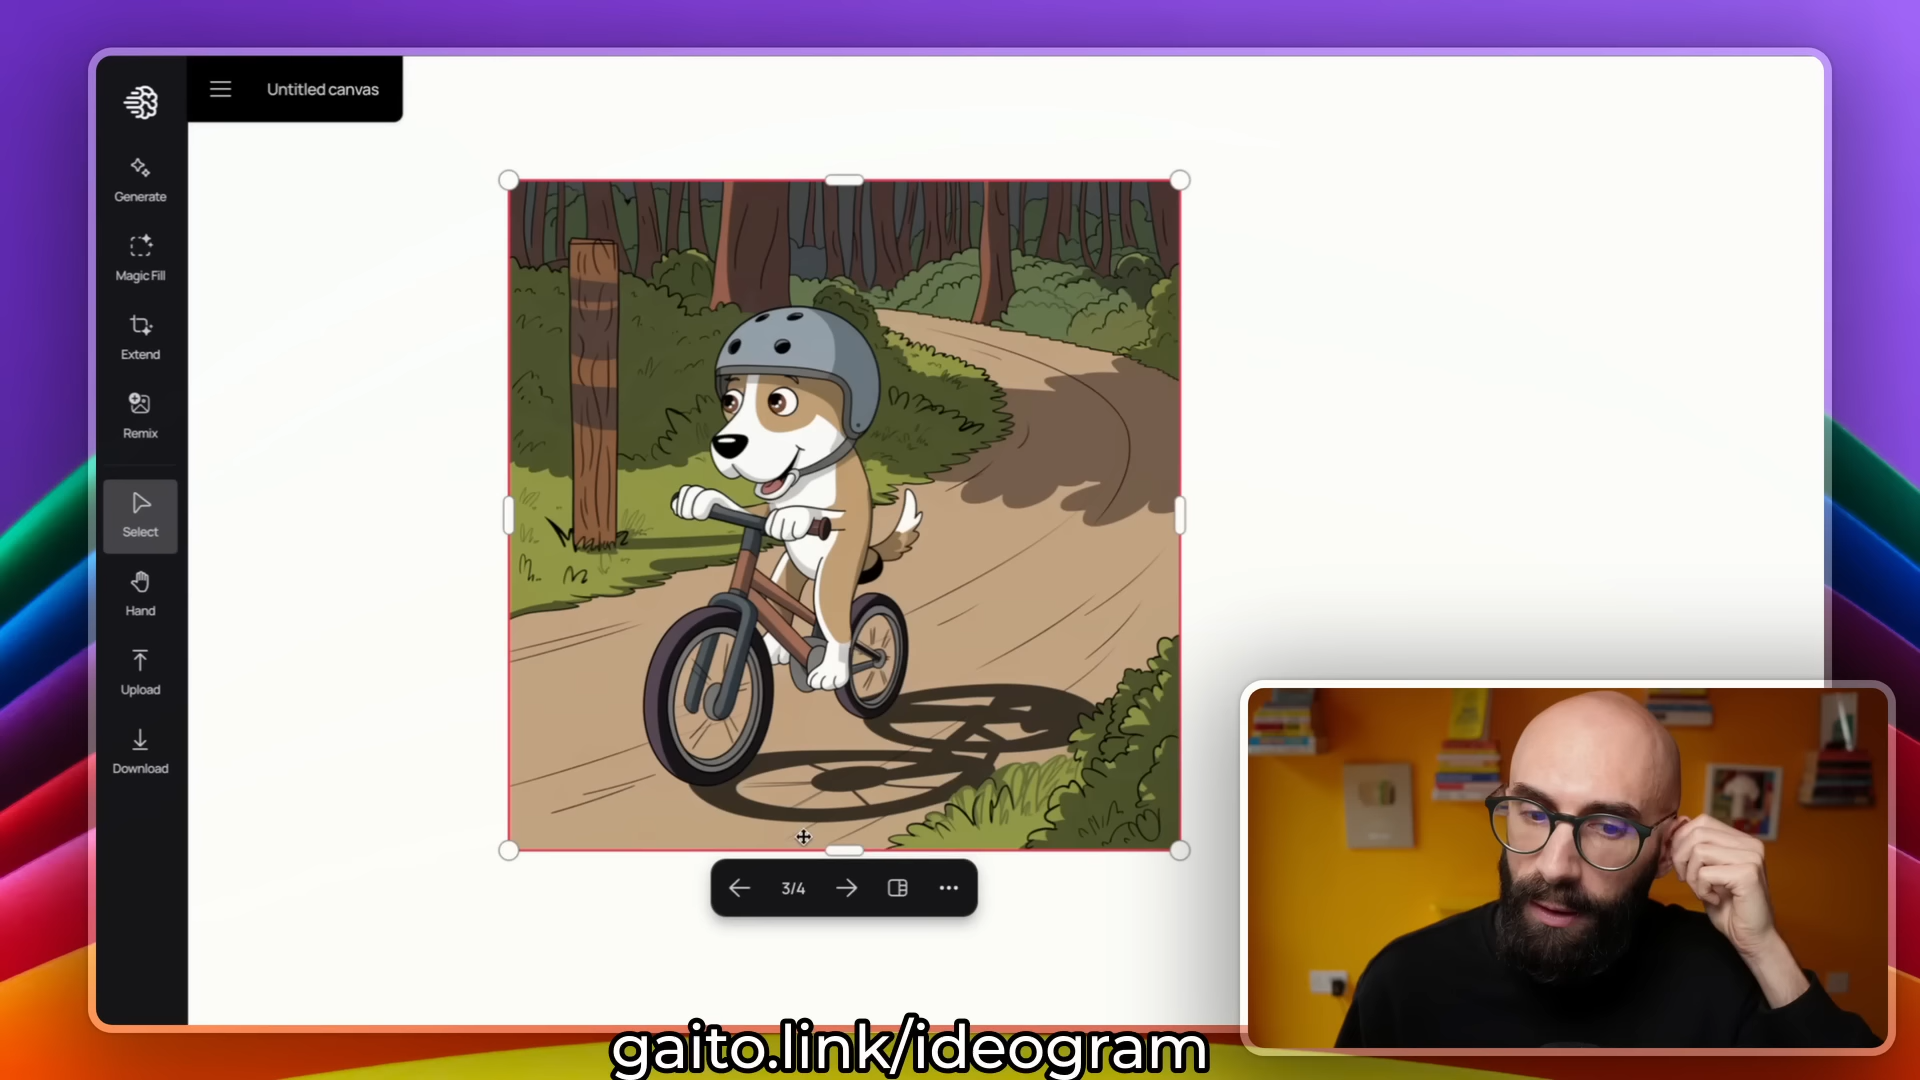 Untitled canvas
Generate
Magic Fill
Extend
Remix
Select
Hand
Upload
Download
3/4
gaito.link/ideogram